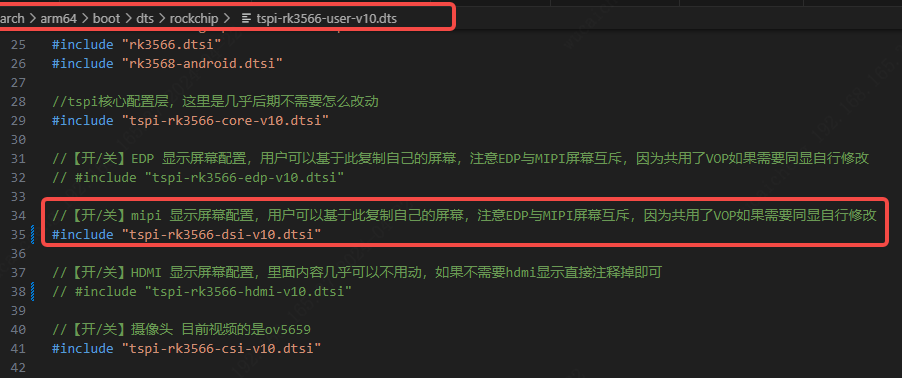 arch > arm64 > boot > dts > rockchip > tspi-rk3566-user-v10.dts
25 #include "rk3566.dtsi"
26 #include "rk3568-android.dtsi"
27
28 //tspi核心配置层，这里是几乎后期不需要怎么改动
29 #include "tspi-rk3566-core-v10.dtsi"
30
31 //【开/关】EDP 显示屏幕配置，用户可以基于此复制自己的屏幕，注意EDP与MIPI屏幕互斥，因为共用了VOP如果需要同显自行修改
32 // #include "tspi-rk3566-edp-v10.dtsi"
33
34 //【开/关】mipi 显示屏幕配置，用户可以基于此复制自己的屏幕，注意EDP与MIPI屏幕互斥，因为共用了VOP如果需要同显自行修改
35 #include "tspi-rk3566-dsi-v10.dtsi"
36
37 //【开/关】HDMI 显示屏幕配置，里面内容几乎可以不用动，如果不需要hdmi显示直接注释掉即可
38 // #include "tspi-rk3566-hdmi-v10.dtsi"
39
40 //【开/关】摄像头 目前视频的是ov5659
41 #include "tspi-rk3566-csi-v10.dtsi"
42